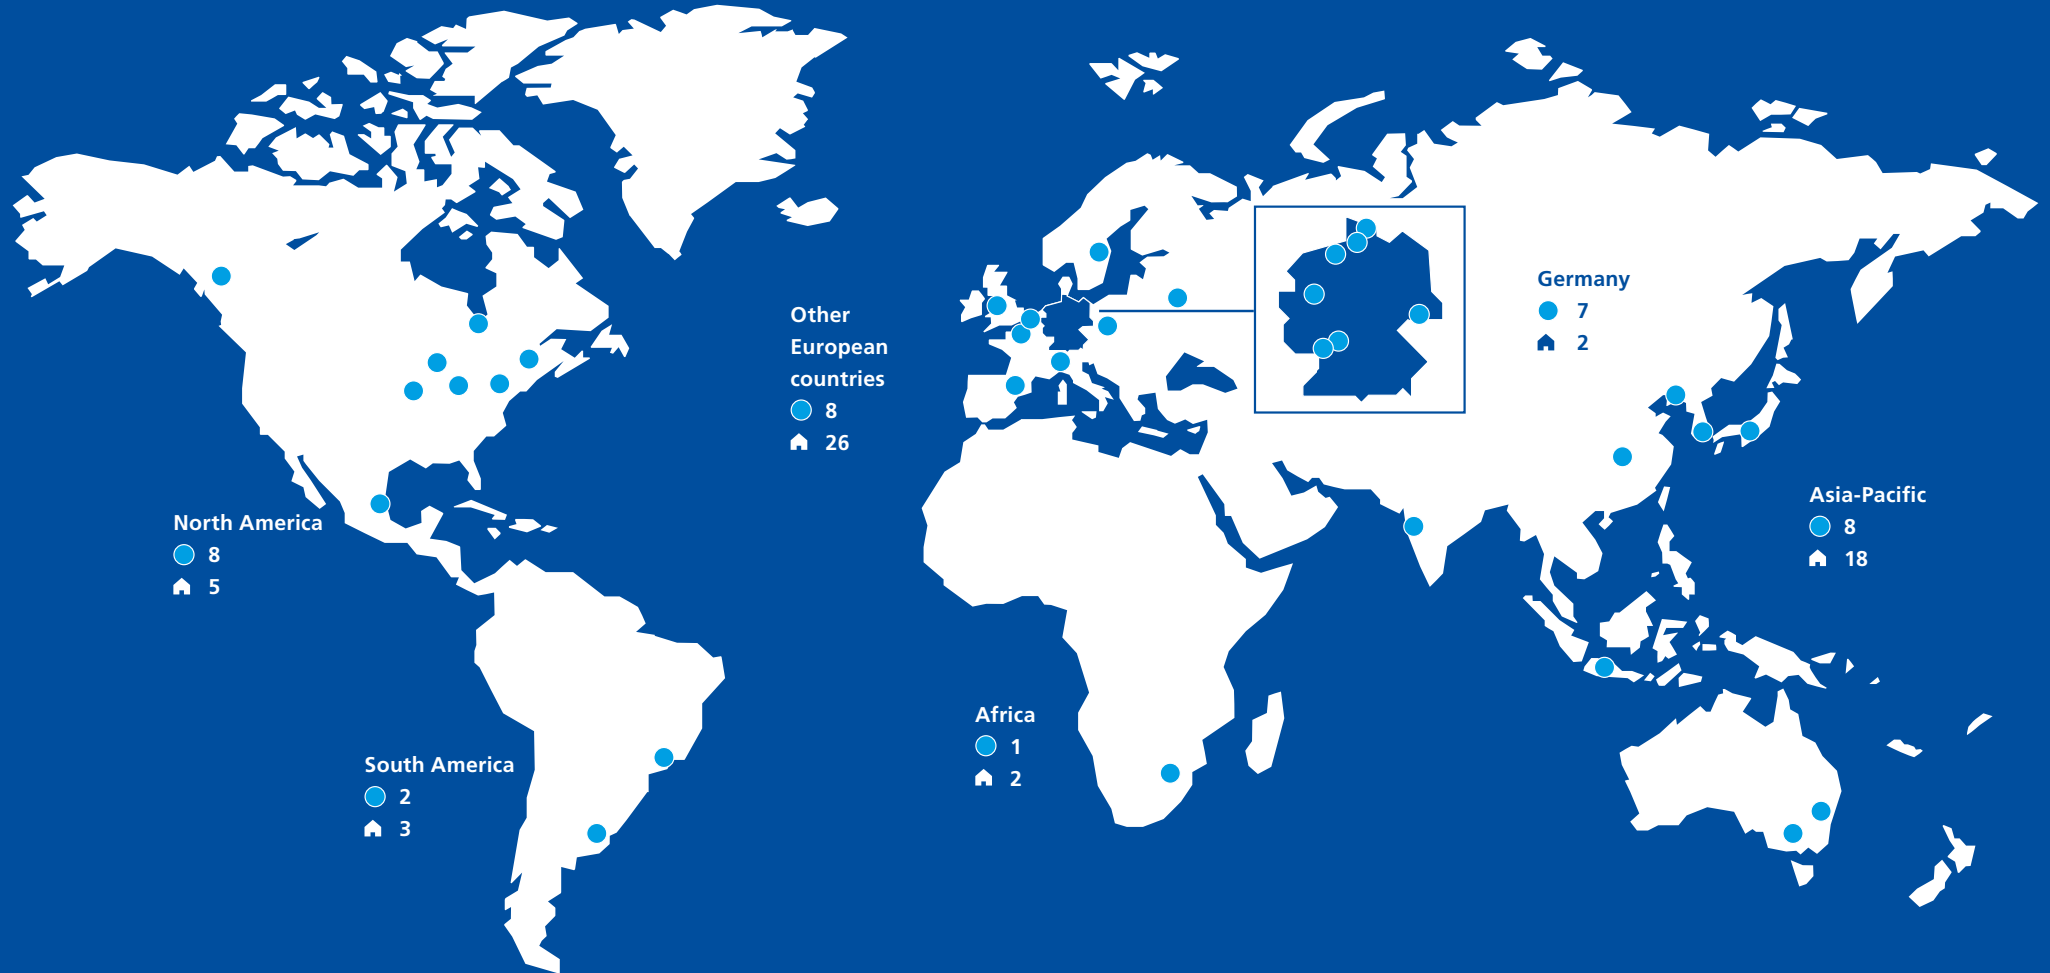 Germany
7
2
Other
European
countries
8
26
Asia-Pacific
8
18
North America
8
5
Africa
1
2
South America
2
3